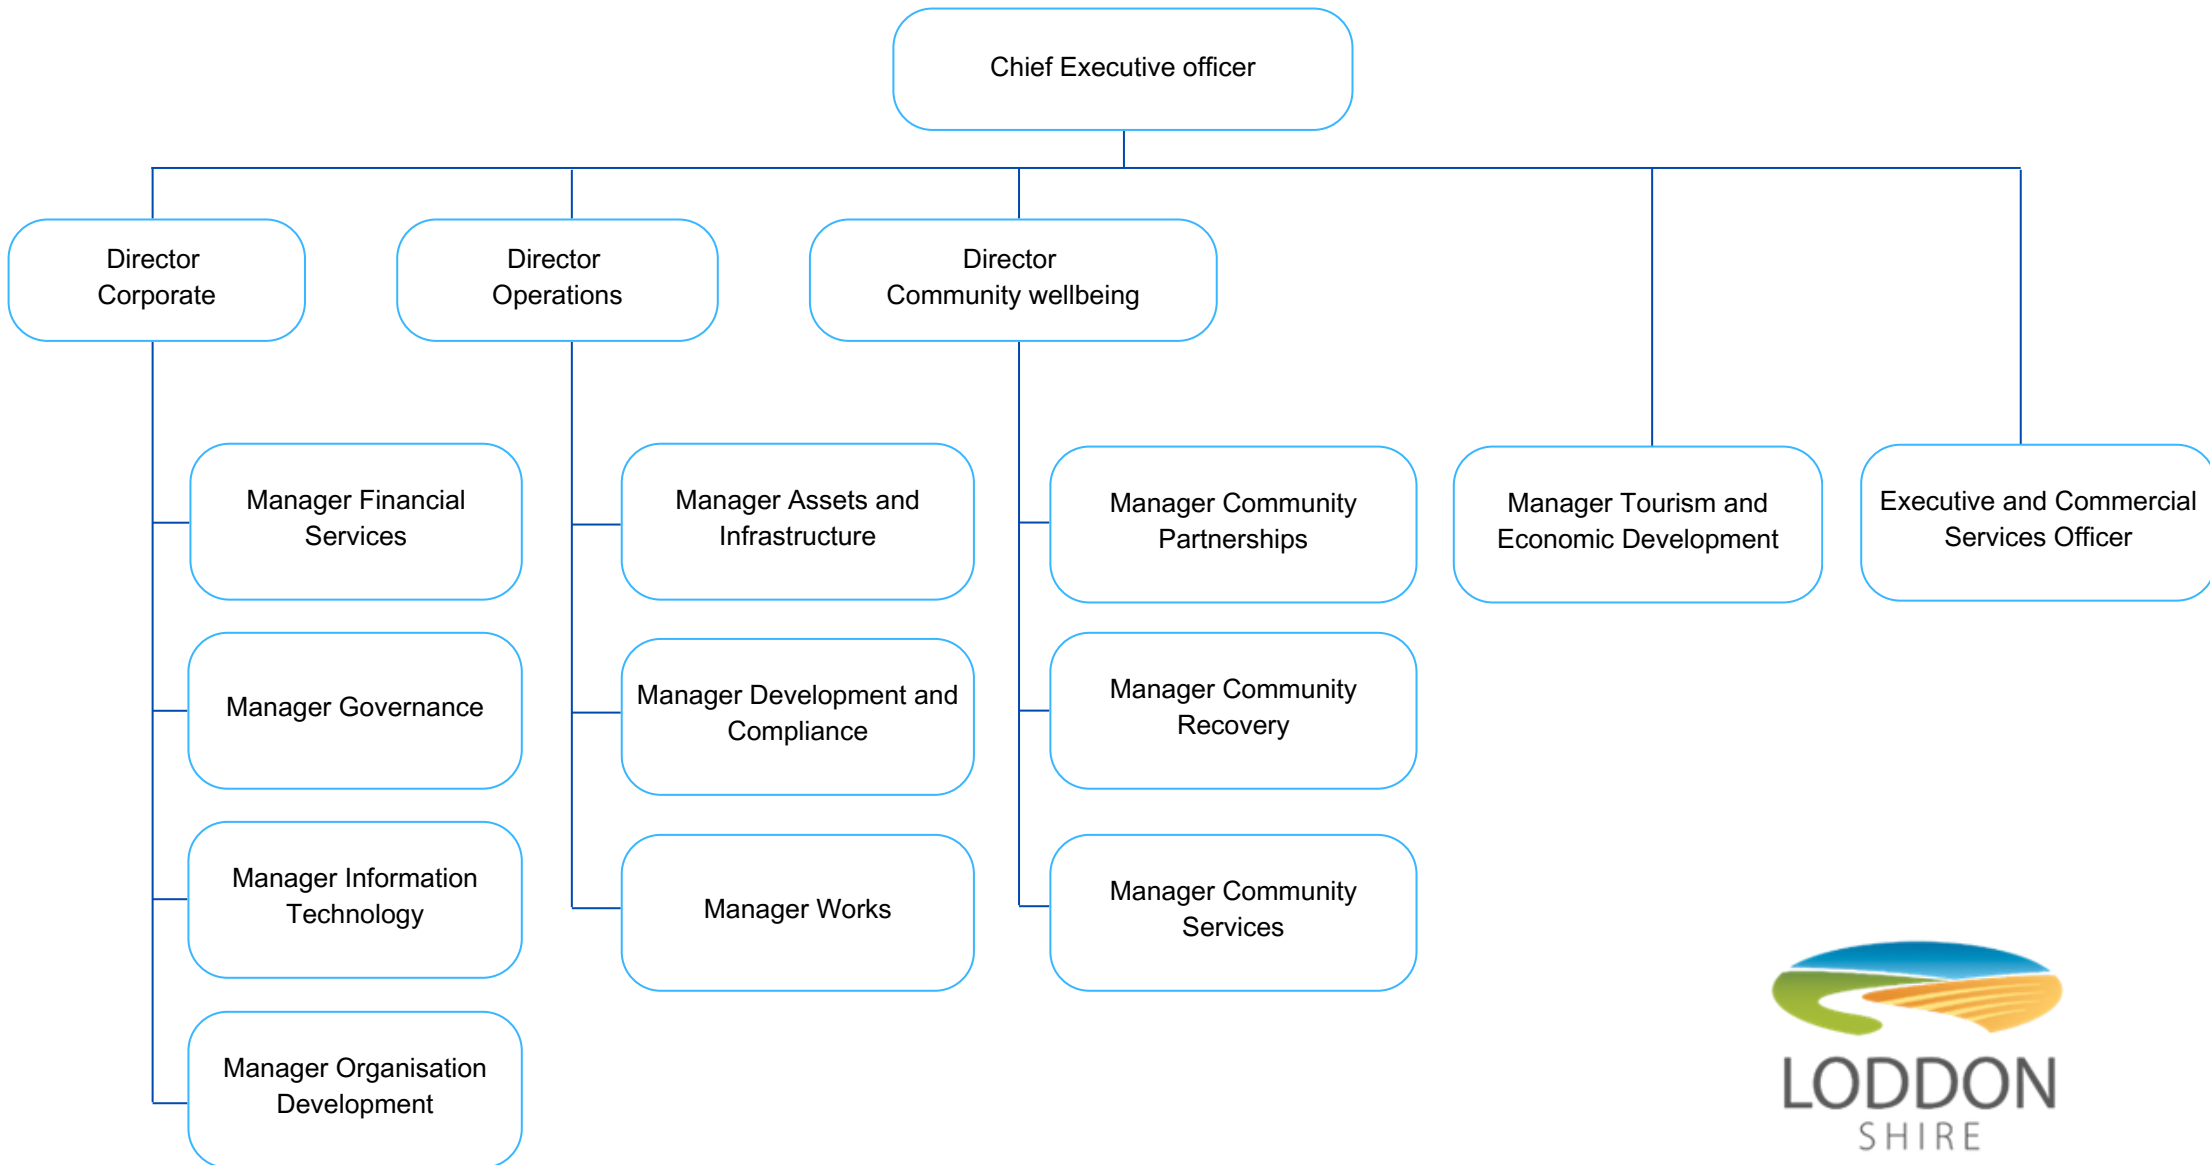 Chief Executive officer
Director
Corporate
Director
Operations
Director
Community wellbeing
Manager Financial
Services
Manager Assets and
Infrastructure
Manager Community
Partnerships
Manager Tourism and
Economic Development
Executive and Commercial
Services Officer
Manager Governance
Manager Development and
Compliance
Manager Community
Recovery
Manager Information
Technology
Manager Works
Manager Community
Services
Manager Organisation
Development
LODDON
SHIRE